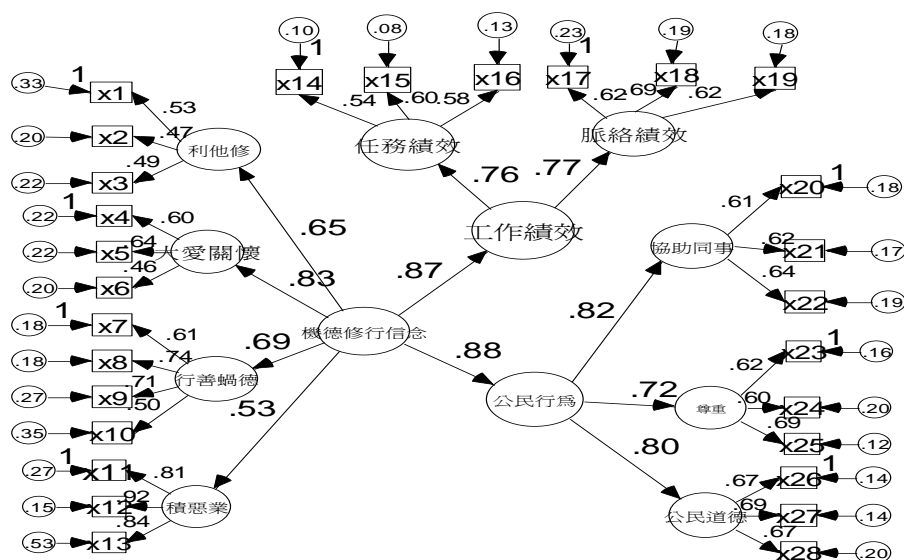 .10
.08
.13
.23
.19
.18
1
1
x14
x15
x16
x17
x18
x19
.54
.60
.58
.62
.69
.62
任務績效
脈絡績效
.76
.77
工作績效
.87
.33
1
x1
.53
.20
x2
.47
.22
x3
.49
利他修
.65
.22
1
x4
.60
.22
x5
.64
大愛關懷
.20
x6
.46
.83
機德修行信念
.18
1
x7
.61
.18
x8
.74
行善蝸德
.69
.27
x9
.71
.35
x10
.50
.53
.27
1
x11
.81
.15
x12
.92
積惡業
.53
x13
.84
.88
公民行為
.82
協助同事
.61
x20
1
.18
.62
x21
.17
.64
x22
.19
.72
尊重
.62
x23
1
.16
.60
x24
.20
.69
x25
.12
.80
公民道德
.67
x26
1
.14
.69
x27
.14
.67
x28
.20